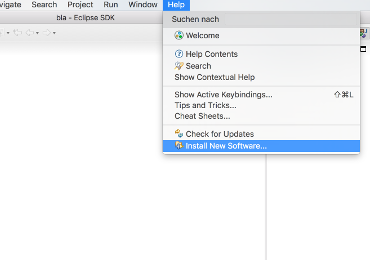 Search Project Run Window Help
bla - Eclipse SDK
Suchen nach
Welcome
Help Contents
Search
Show Contextual Help
Show Active Keybindings... ⇧⌘L
Tips and Tricks...
Cheat Sheets...
Check for Updates
Install New Software...